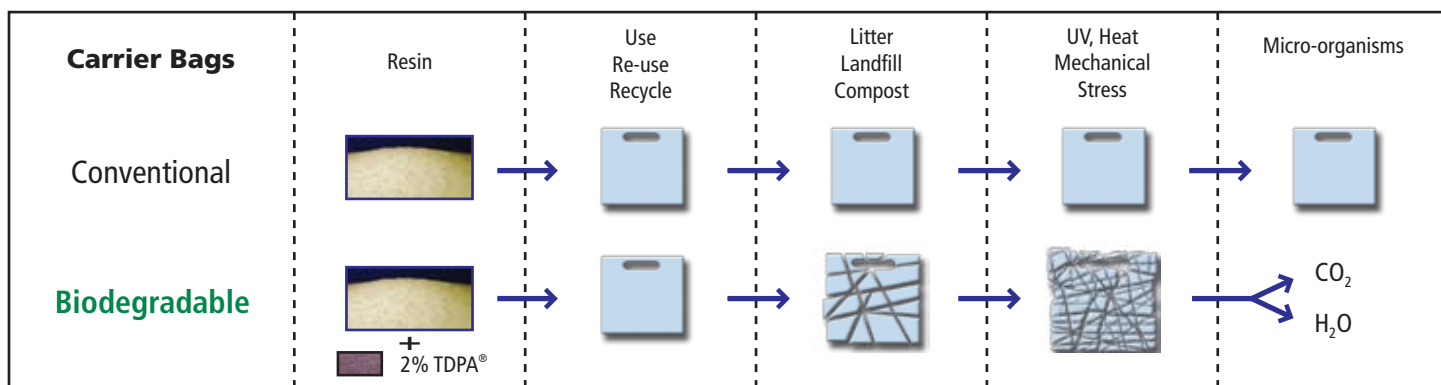 Carrier Bags
Resin
Use
Re-use
Recycle
Litter
Landfill
Compost
UV, Heat
Mechanical
Stress
Micro-organisms
Conventional
Biodegradable
+
2% TDPA®
CO₂
H₂O